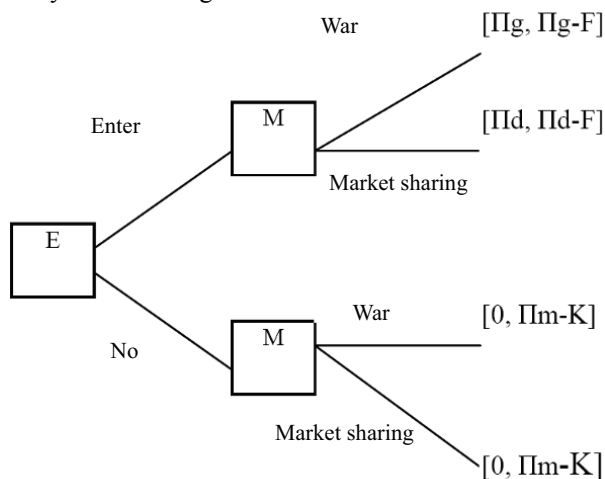 War
[Πg, Πg-F]
Enter
M
[Πd, Πd-F]
Market sharing
E
War
[0, Πm-K]
No
M
Market sharing
[0, Πm-K]